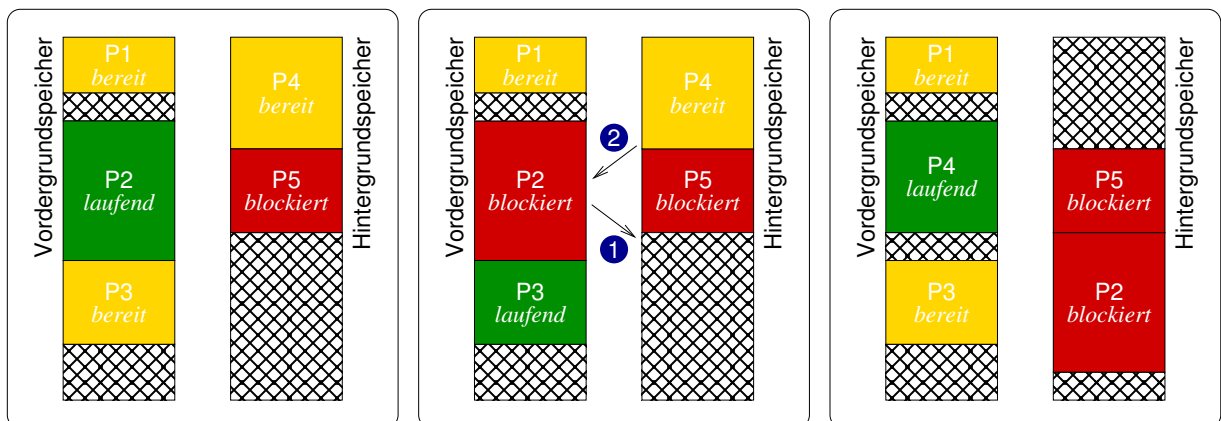 Vordergrundspeicher
P1
bereit
P2
laufend
P3
bereit
P4
bereit
P5
blockiert
Hintergrundspeicher
Vordergrundspeicher
P1
bereit
P2
blockiert
P3
laufend
2
1
P4
bereit
P5
blockiert
Hintergrundspeicher
Vordergrundspeicher
P1
bereit
P4
laufend
P3
bereit
P5
blockiert
P2
blockiert
Hintergrundspeicher